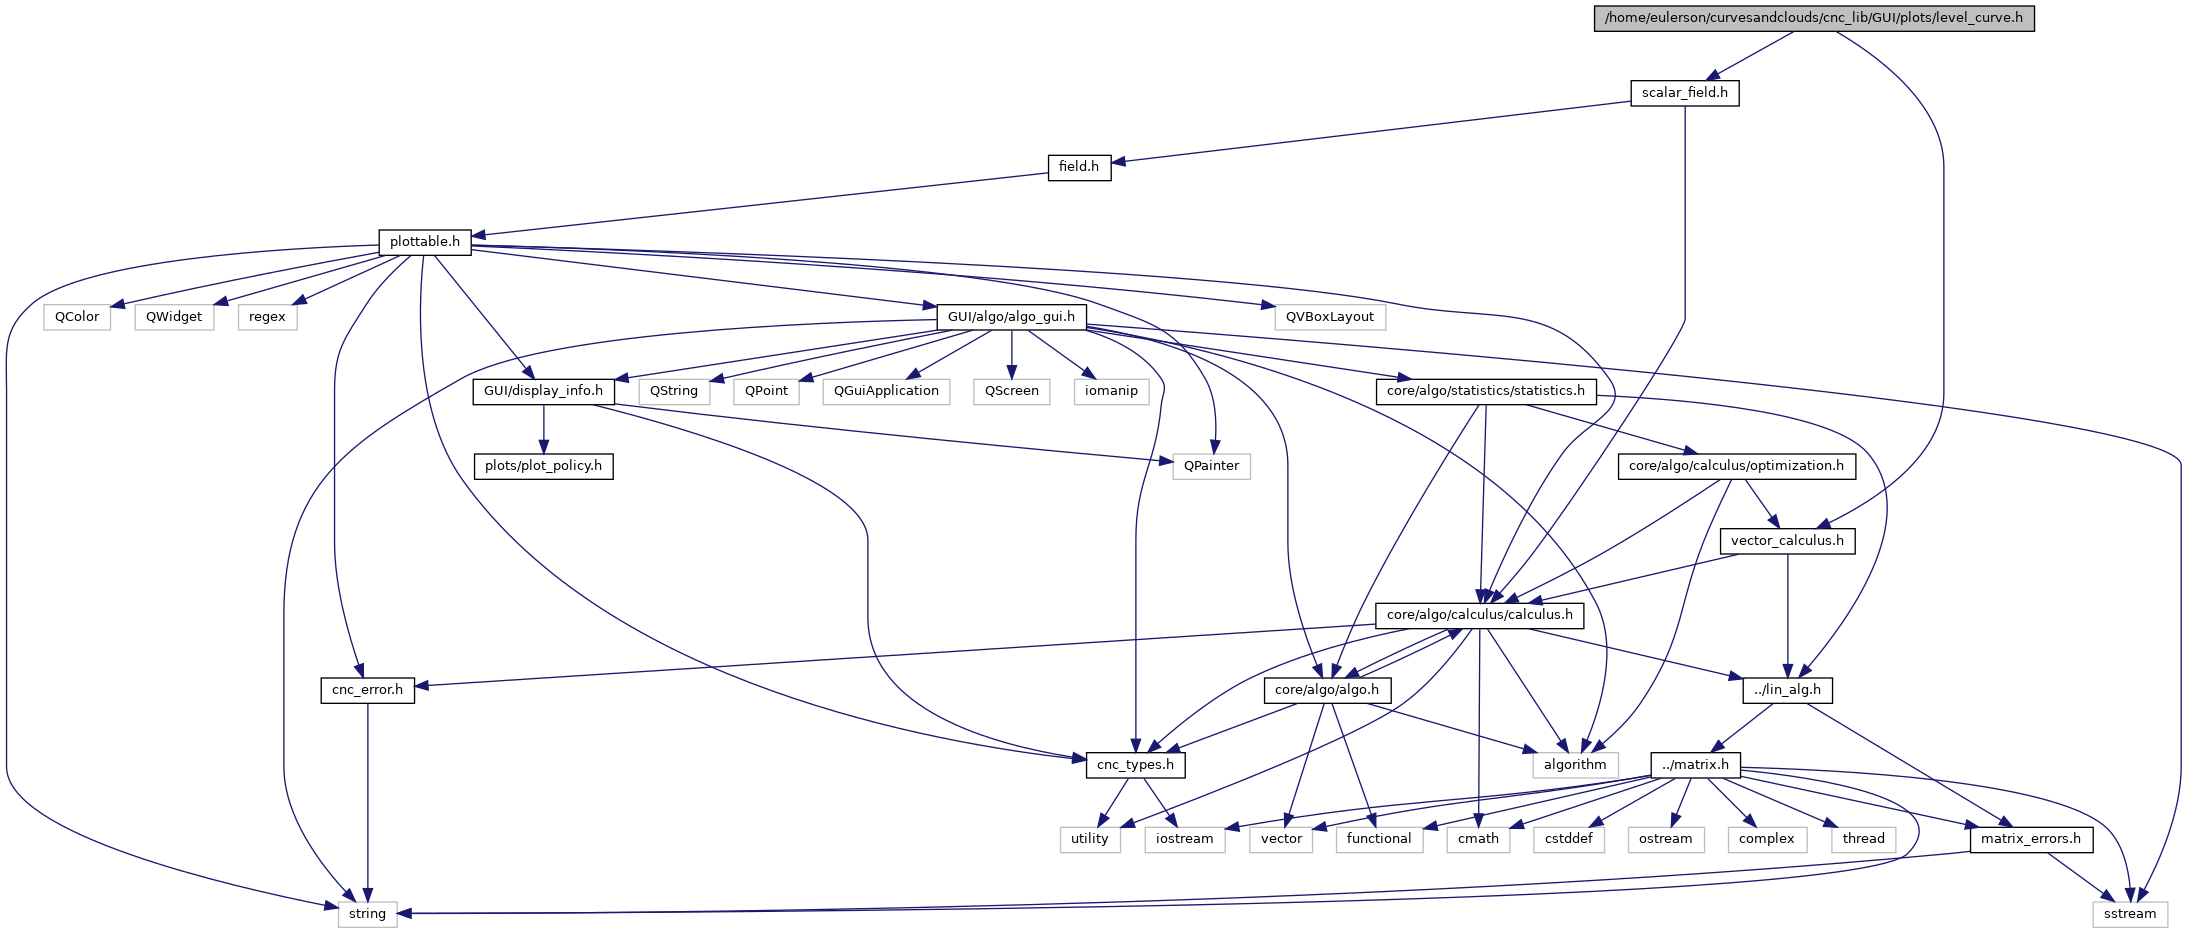 /home/eulerson/curvesandclouds/cnc_lib/GUI/plots/level_curve.h
scalar_field.h
field.h
plottable.h
QColor
QWidget
regex
GUI/algo/algo_gui.h
QVBoxLayout
GUI/display_info.h
QString
QPoint
QGuiApplication
QScreen
iomanip
core/algo/statistics/statistics.h
plots/plot_policy.h
QPainter
core/algo/calculus/optimization.h
vector_calculus.h
core/algo/calculus/calculus.h
cnc_error.h
core/algo/algo.h
../lin_alg.h
cnc_types.h
algorithm
../matrix.h
utility
iostream
vector
functional
cmath
cstddef
ostream
complex
thread
matrix_errors.h
string
sstream